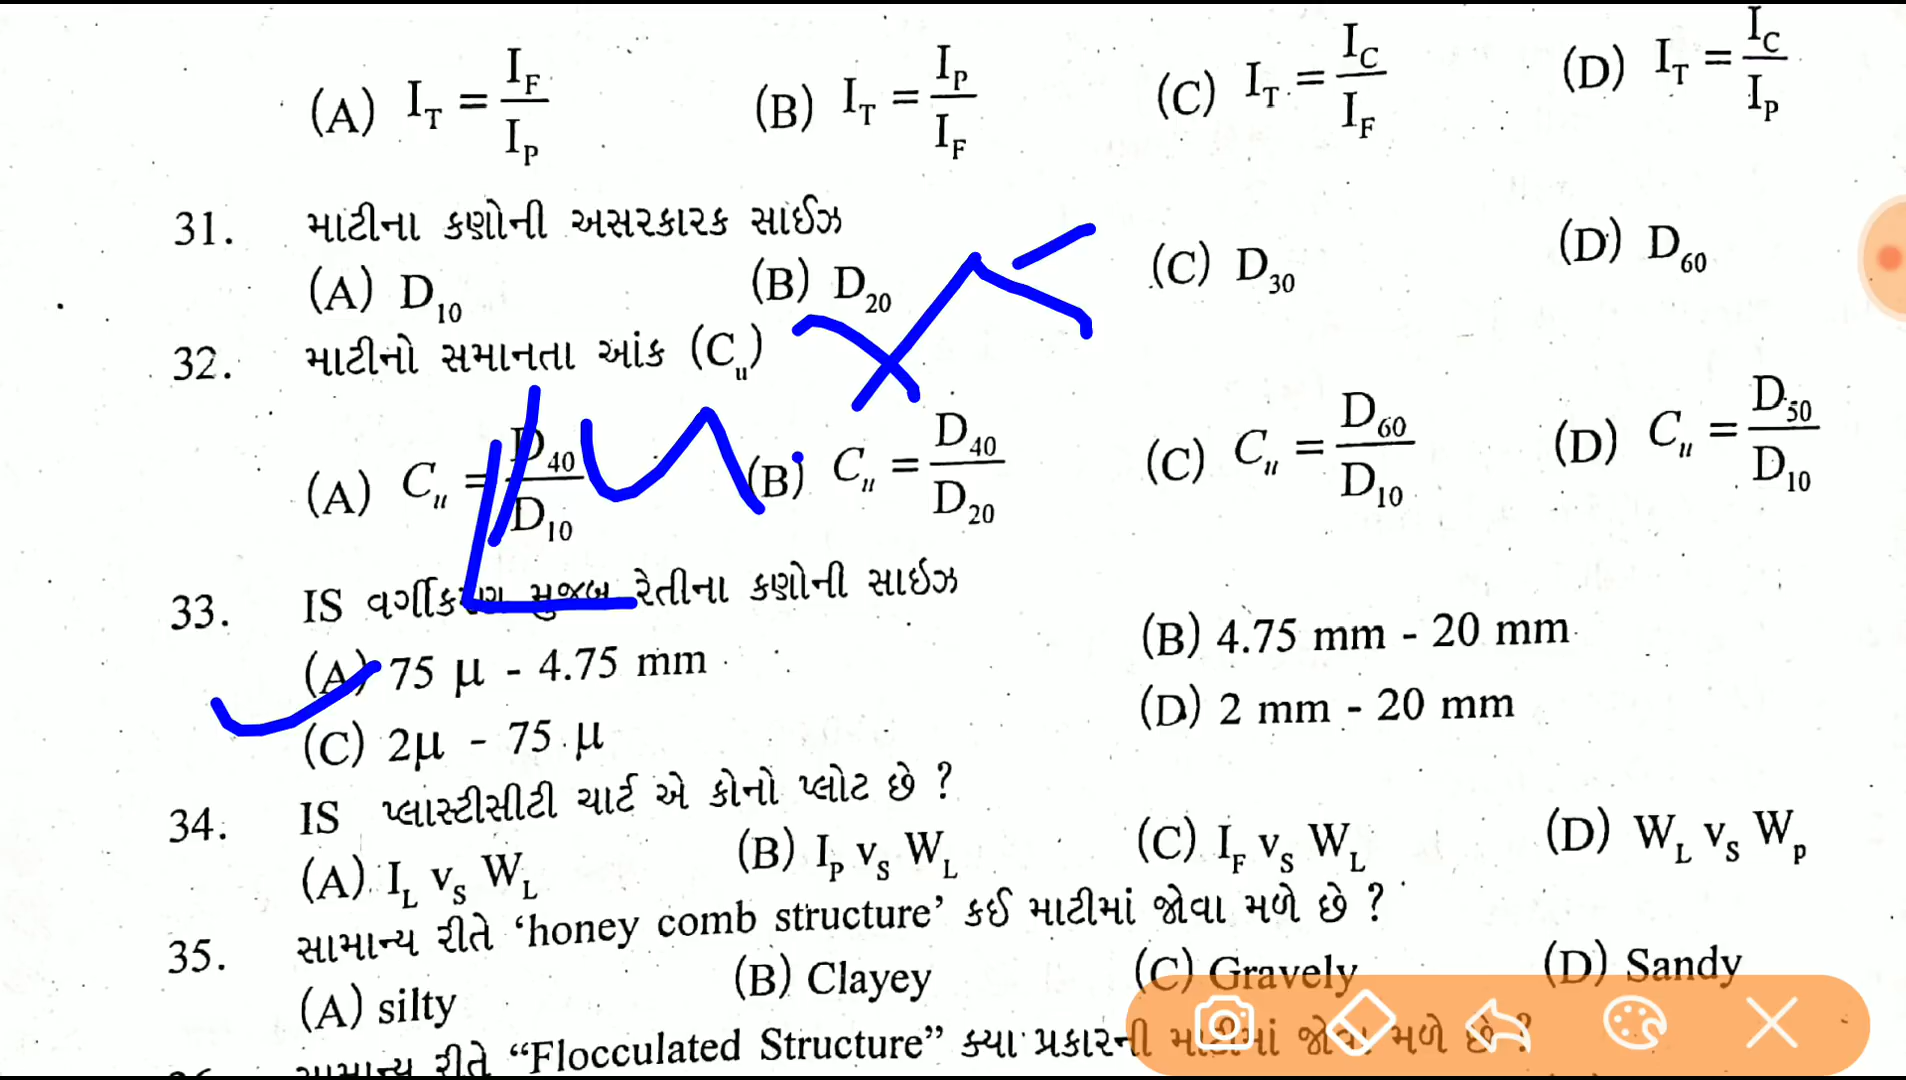 (A) I_T = I_F / I_P (B) I_T = I_P / I_F (C) I_T = I_C / I_F (D) I_T = I_C / I_P
31. માટીના કણોની અસરકારક સાઈઝ
(A) D_10 (B) D_20 (C) D_30 (D) D_60
32. માટીનો સમાનતા આંક (C_u)
(A) C_u = D_40 / D_10 (B) C_u = D_40 / D_20 (C) C_u = D_60 / D_10 (D) C_u = D_50 / D_10
33. IS વર્ગીકરણ મુજબ રેતીના કણોની સાઇઝ
(A) 75 μ - 4.75 mm (B) 4.75 mm - 20 mm
(C) 2μ - 75 μ (D) 2 mm - 20 mm
34. IS પ્લાસ્ટીસીટી ચાર્ટ એ કોનો પ્લોટ છે ?
(A) I_L v_s W_L (B) I_P v_s W_L (C) I_F v_s W_L (D) W_L v_s W_p
35. સામાન્ય રીતે ‘honey comb structure’ કઈ માટીમાં જોવા મળે છે ?
(A) silty (B) Clayey (C) Gravely (D) Sandy
સામાન્ય રીતે “Flocculated Structure” ક્યા પ્રકારની માટીમાં જોવા મળે છે ?